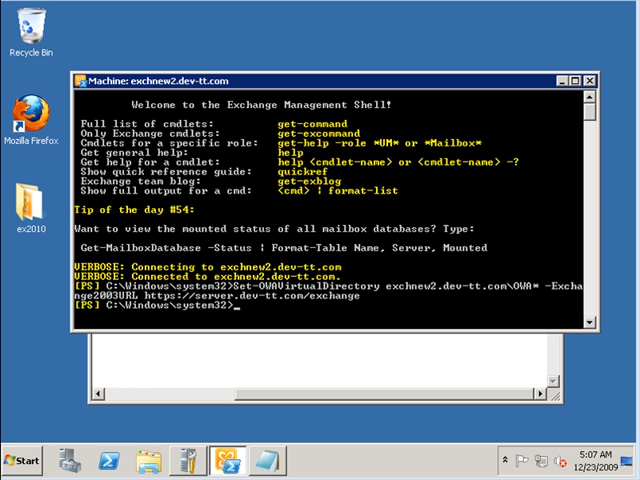 Recycle Bin
Mozilla Firefox
ex2010
Machine: exchnew2.dev-tt.com
Welcome to the Exchange Management Shell!
Full list of cmdlets: get-command
Only Exchange cmdlets: get-excommand
Cmdlets for a specific role: get-help -role *UM* or *Mailbox*
Get general help: help
Get help for a cmdlet: help <cmdlet-name> or <cmdlet-name> -?
Show quick reference guide: quickref
Exchange team blog: get-exblog
Show full output for a cmd: <cmd> | format-list
Tip of the day #54:
Want to view the mounted status of all mailbox databases? Type:
Get-MailboxDatabase -Status | Format-Table Name, Server, Mounted
VERBOSE: Connecting to exchnew2.dev-tt.com
VERBOSE: Connected to exchnew2.dev-tt.com.
[PS] C:\Windows\system32>Set-OWAVirtualDirectory exchnew2.dev-tt.com\OWA* -Excha
nge2003URL https://server.dev-tt.com/exchange
[PS] C:\Windows\system32>_
Start
5:07 AM
12/23/2009